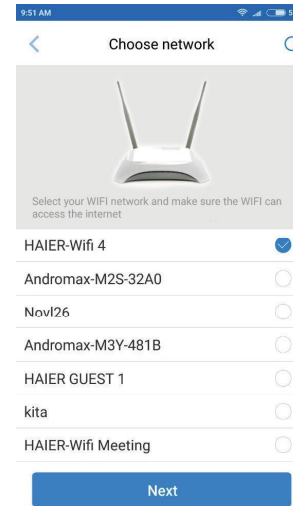 9:51 AM
Choose network
Select your WIFI network and make sure the WIFI can
access the internet
HAIER-Wifi 4
Andromax-M2S-32A0
Novl26
Andromax-M3Y-481B
HAIER GUEST 1
kita
HAIER-Wifi Meeting
Next